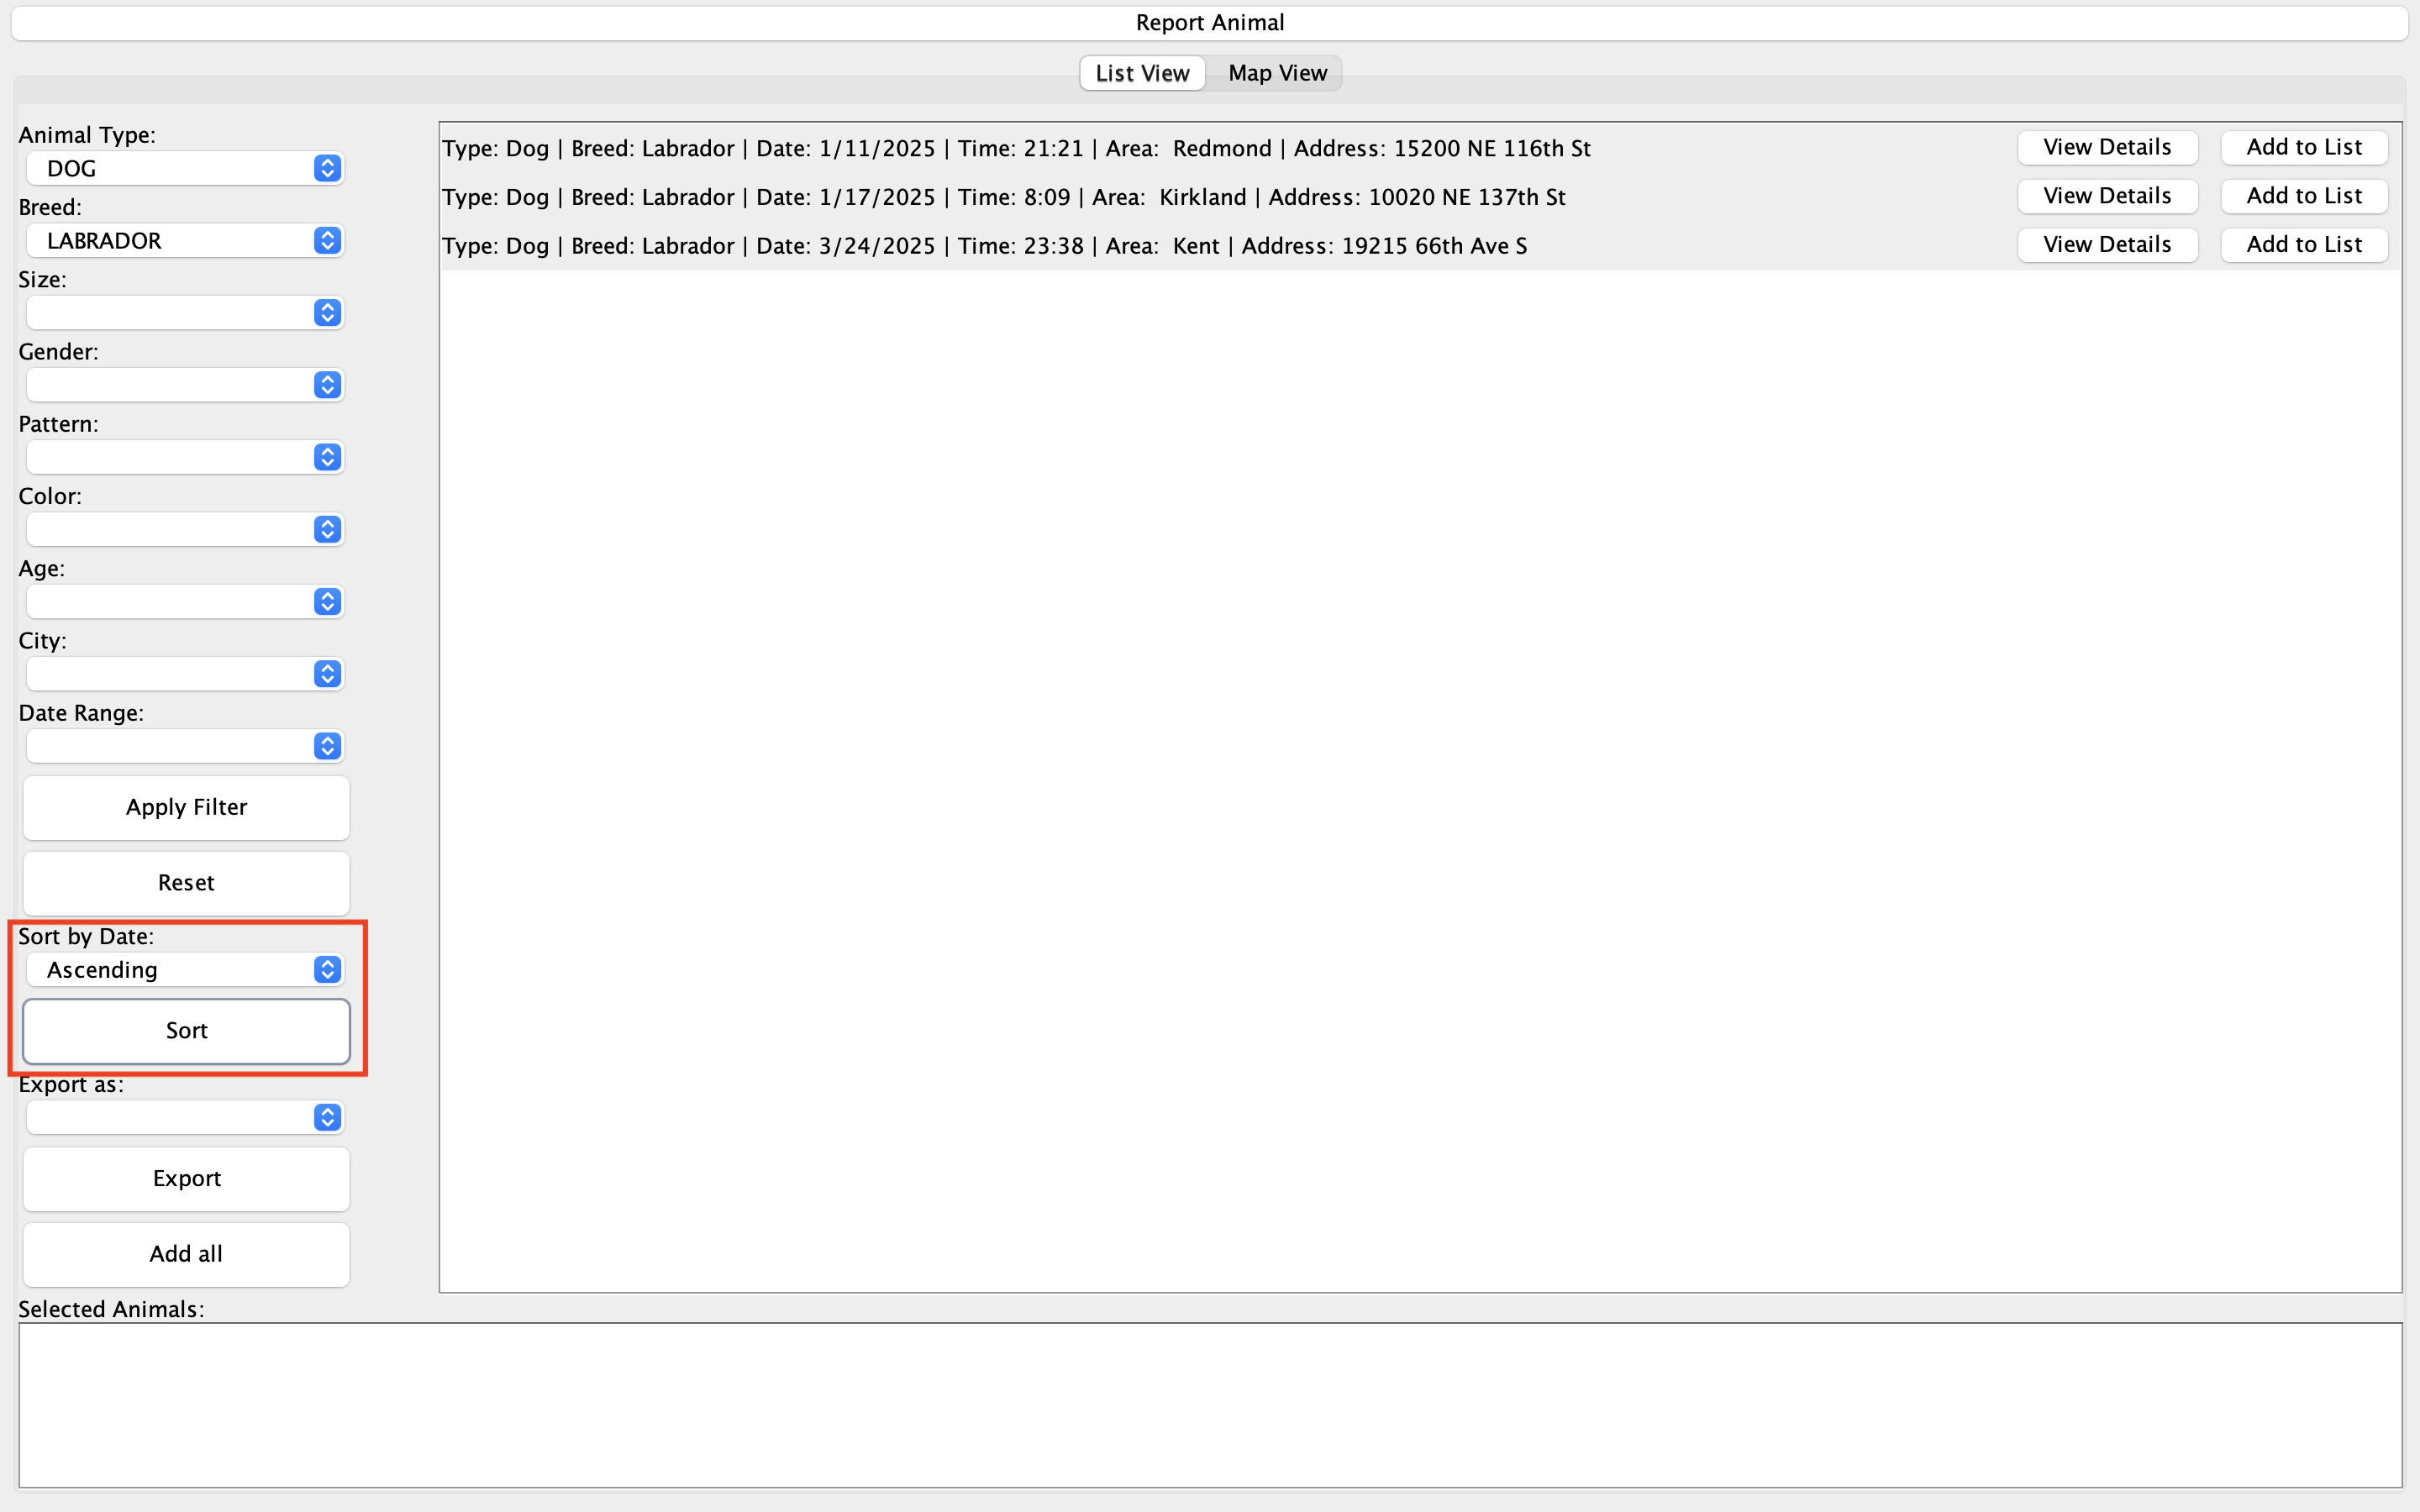 Report Animal
List View Map View
Animal Type:
DOG
Breed:
LABRADOR
Size:
Gender:
Pattern:
Color:
Age:
City:
Date Range:
Apply Filter
Reset
Sort by Date:
Ascending
Sort
Export as:
Export
Add all
Type: Dog | Breed: Labrador | Date: 1/11/2025 | Time: 21:21 | Area:  Redmond | Address: 15200 NE 116th St View Details Add to List
Type: Dog | Breed: Labrador | Date: 1/17/2025 | Time: 8:09 | Area:  Kirkland | Address: 10020 NE 137th St View Details Add to List
Type: Dog | Breed: Labrador | Date: 3/24/2025 | Time: 23:38 | Area:  Kent | Address: 19215 66th Ave S View Details Add to List
Selected Animals: